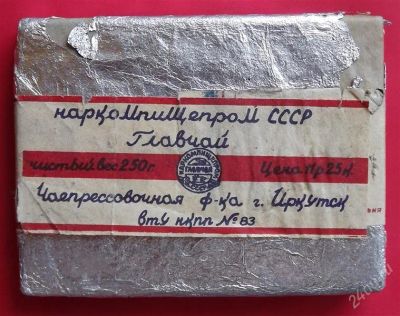 наркомпищепром СССР
Главчай
чистый вес 250г. Цена 1р 25к.
Чаепрессовочная ф-ка г. Иркутск
вту нкпп № 83